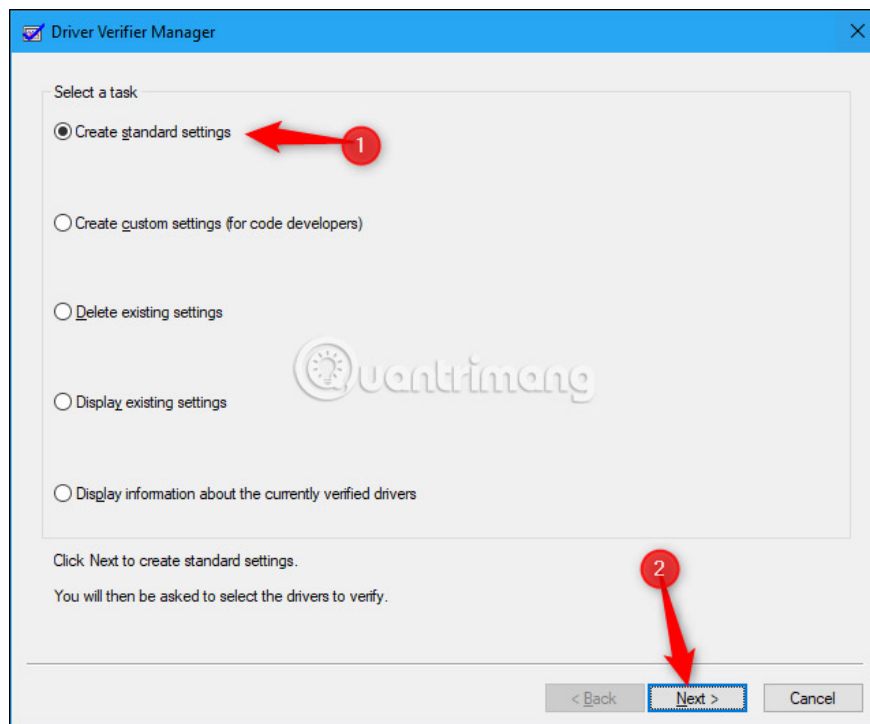 Driver Verifier Manager
Select a task
Create standard settings
1
Create custom settings (for code developers)
Delete existing settings
Quantrimang
Display existing settings
Display information about the currently verified drivers
Click Next to create standard settings.
2
You will then be asked to select the drivers to verify.
< Back Next > Cancel